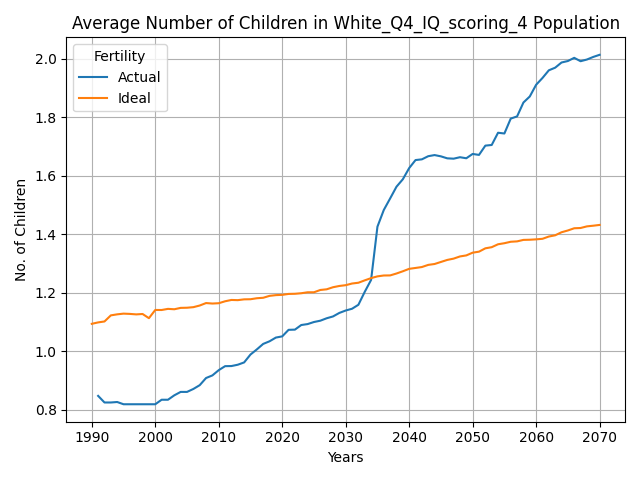 Average Number of Children in White_Q4_IQ_scoring_4 Population
Fertility
Actual
Ideal
No. of Children
2.0
1.8
1.6
1.4
1.2
1.0
0.8
1990 2000 2010 2020 2030 2040 2050 2060 2070
Years